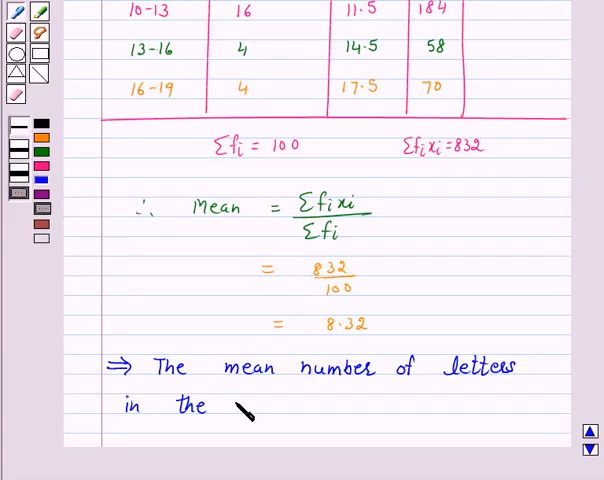 10-13 16 11.5 184
13-16 4 14.5 58
16-19 4 17.5 70
Σfi = 100 Σfixi=832
∴ Mean = Σfixi
Σfi
= 832
100
= 8.32
⇒ The mean number of letters
in the